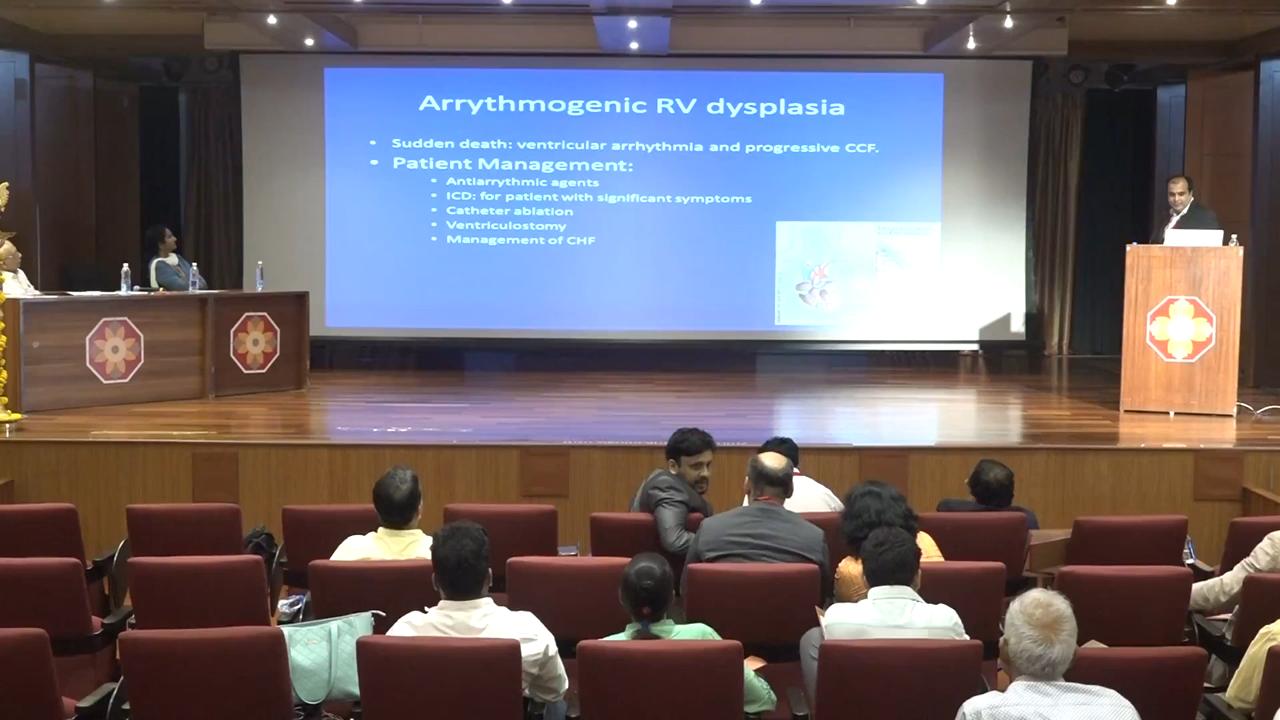 Arrythmogenic RV dysplasia
• Sudden death: ventricular arrhythmia and progressive CCF.
• Patient Management:
• Antiarrythmic agents
• ICD: for patient with significant symptoms
• Catheter ablation
• Ventriculostomy
• Management of CHF